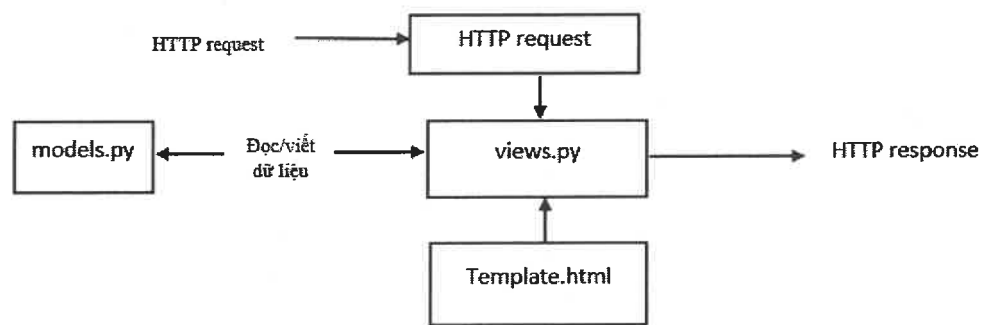 HTTP request
HTTP request
models.py
Đọc/viết
dữ liệu
views.py
HTTP response
Template.html